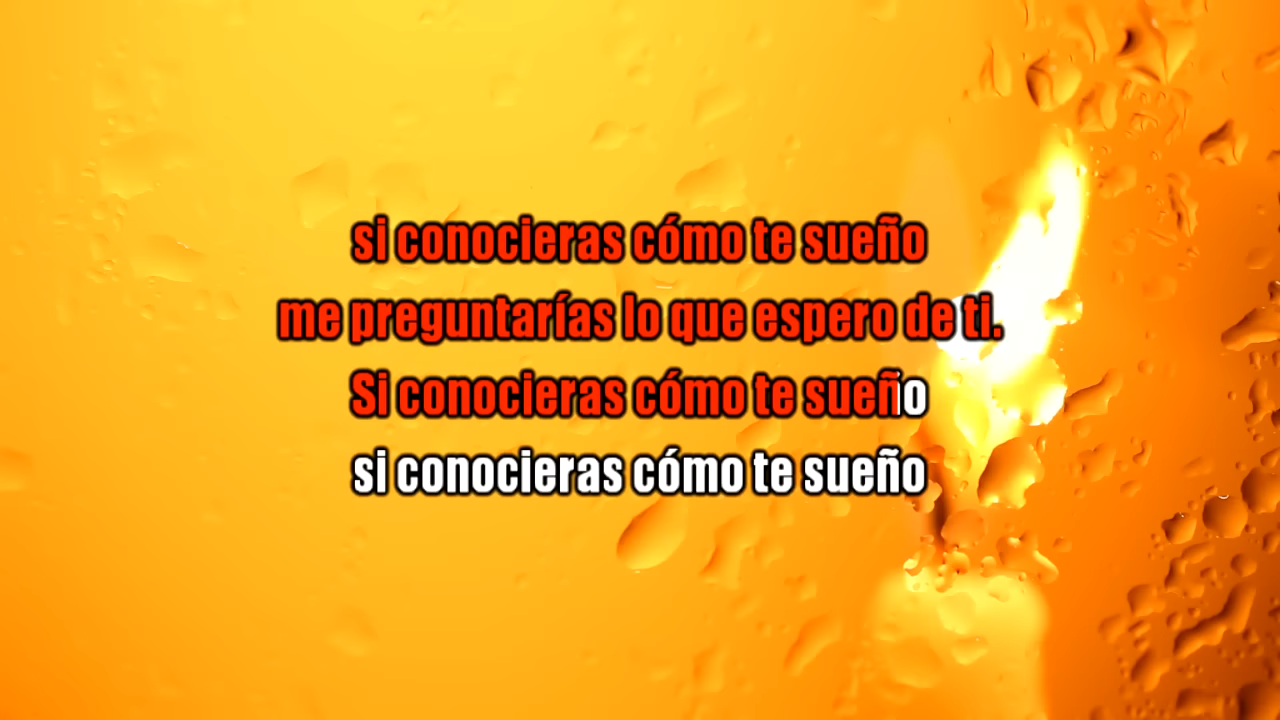 si conocieras cómo te sueño
me preguntarías lo que espero de ti.
Si conocieras cómo te sueño
si conocieras cómo te sueño